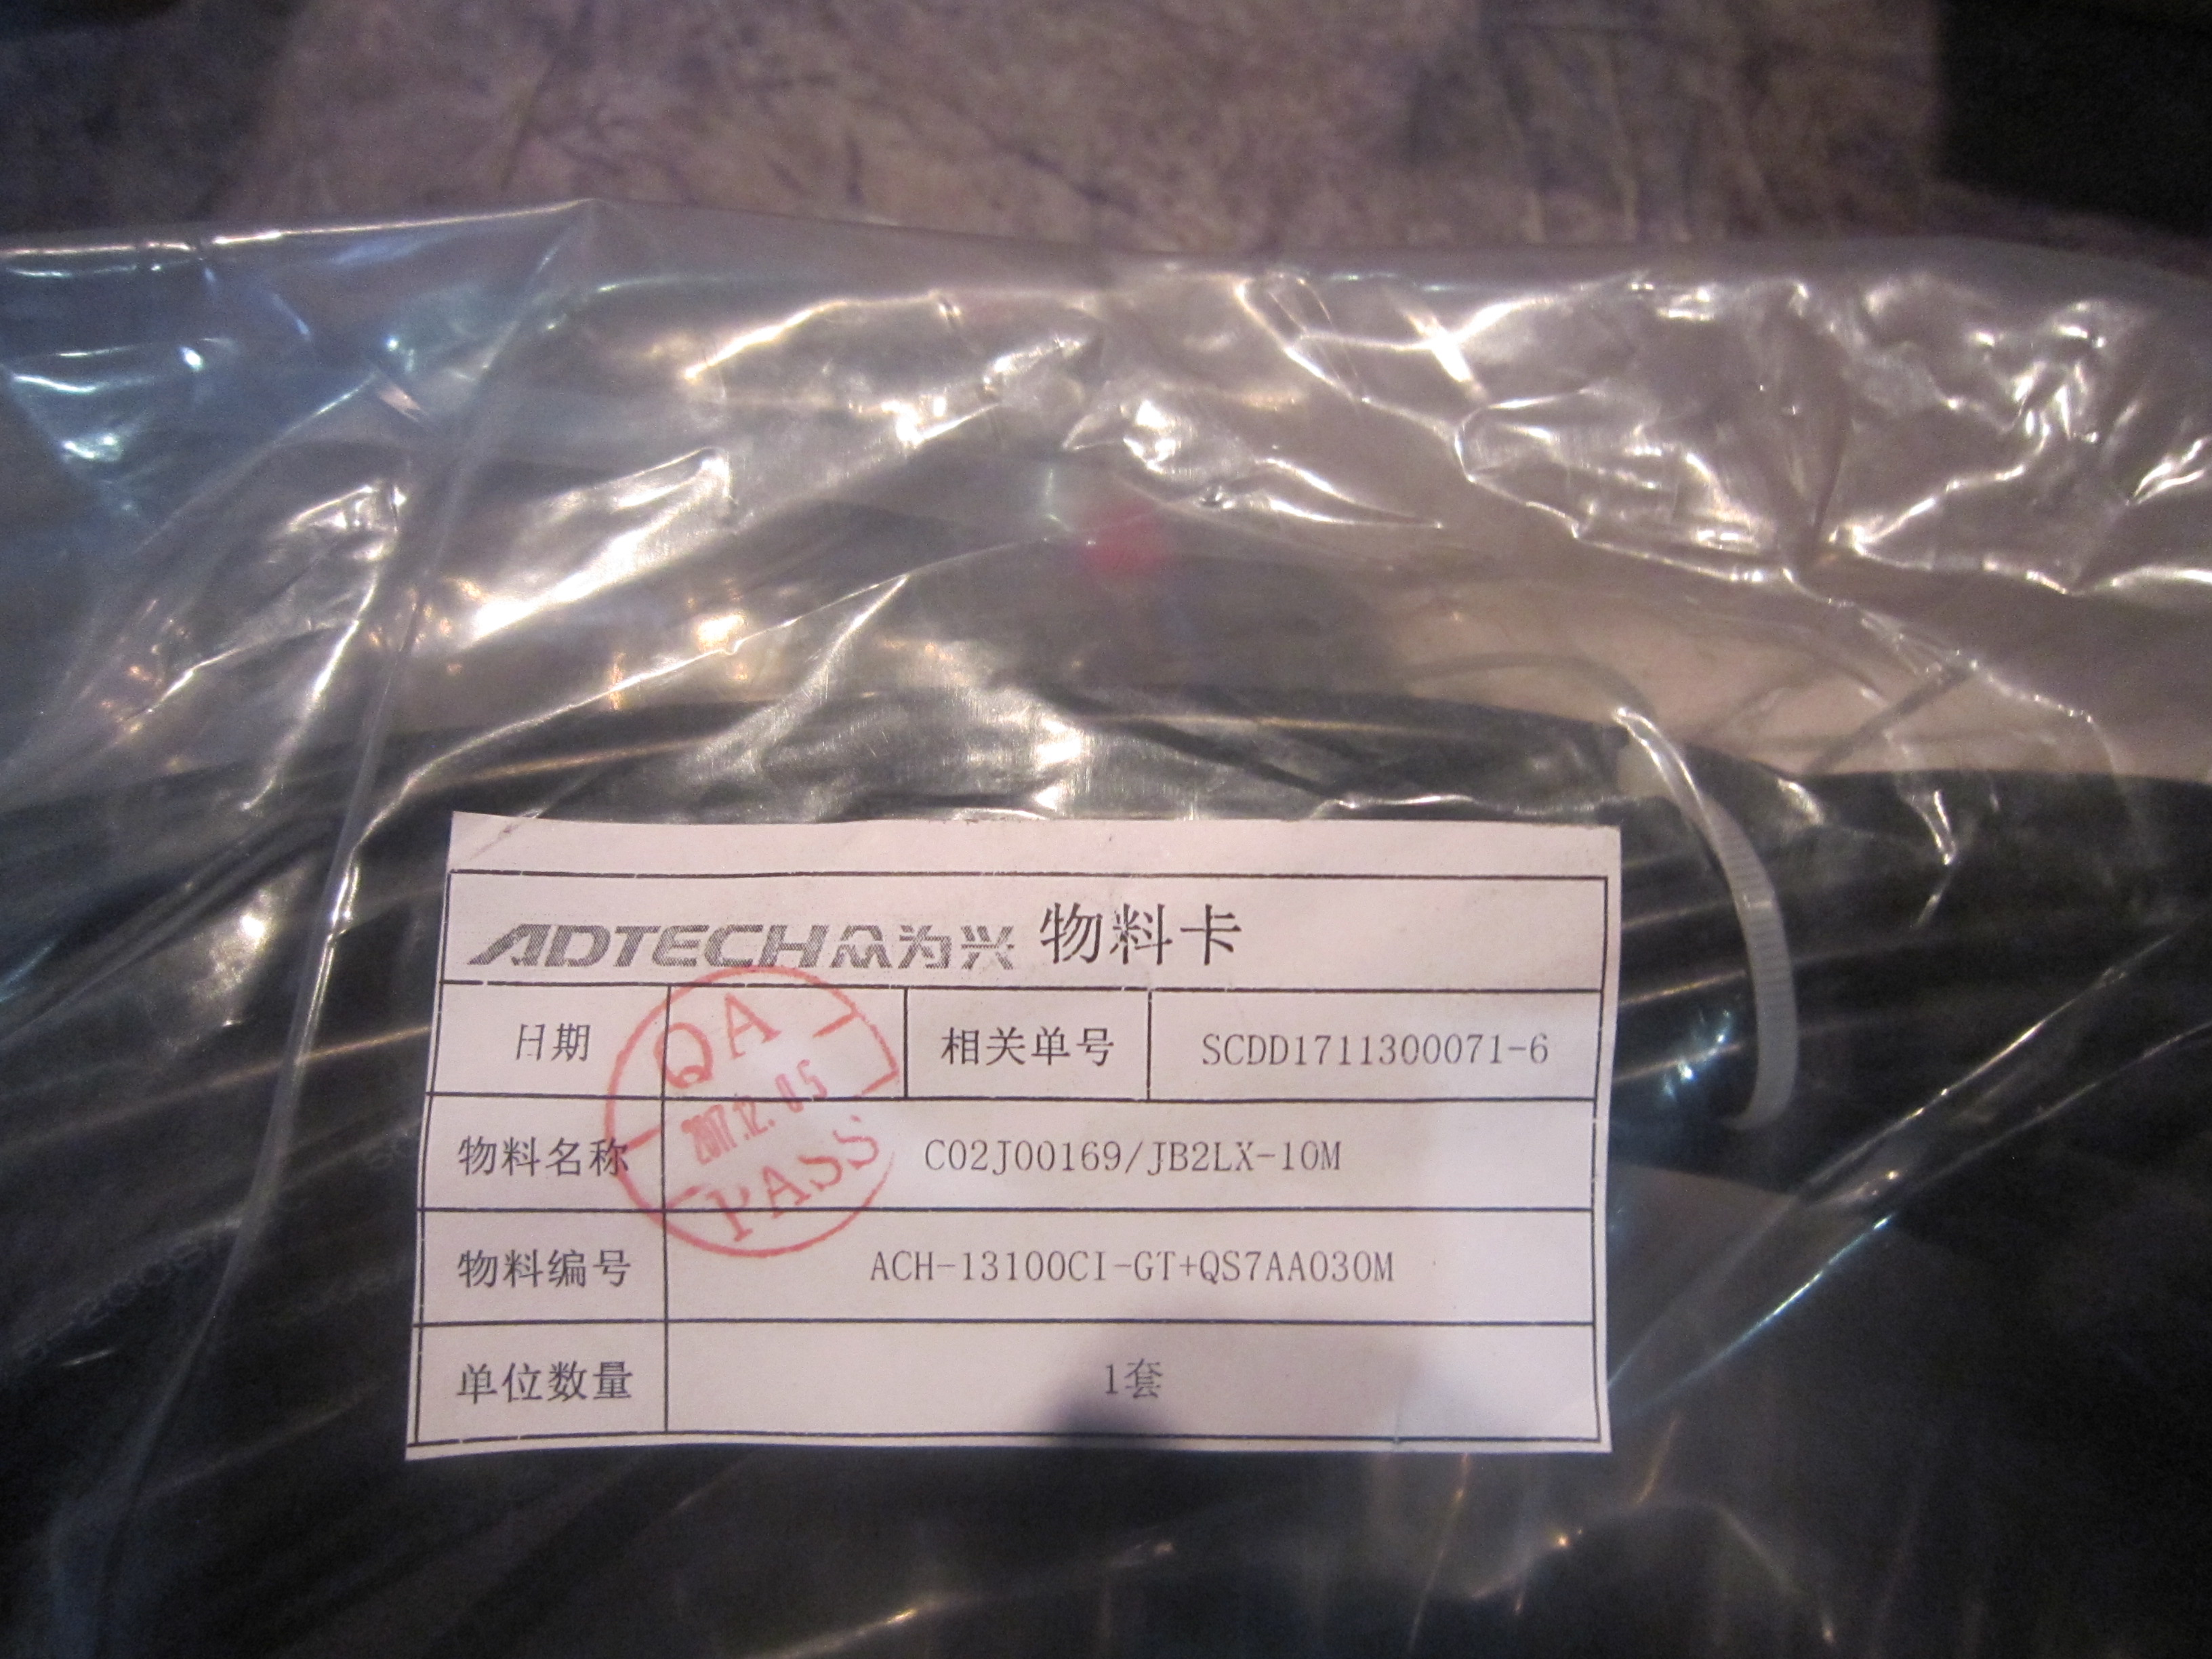 ADTECH众为兴 物料卡
日期 相关单号 SCDD1711300071-6
QA
2017.12.05
PASS
物料名称 C02J00169/JB2LX-10M
物料编号 ACH-13100CI-GT+QS7AA030M
单位数量 1套